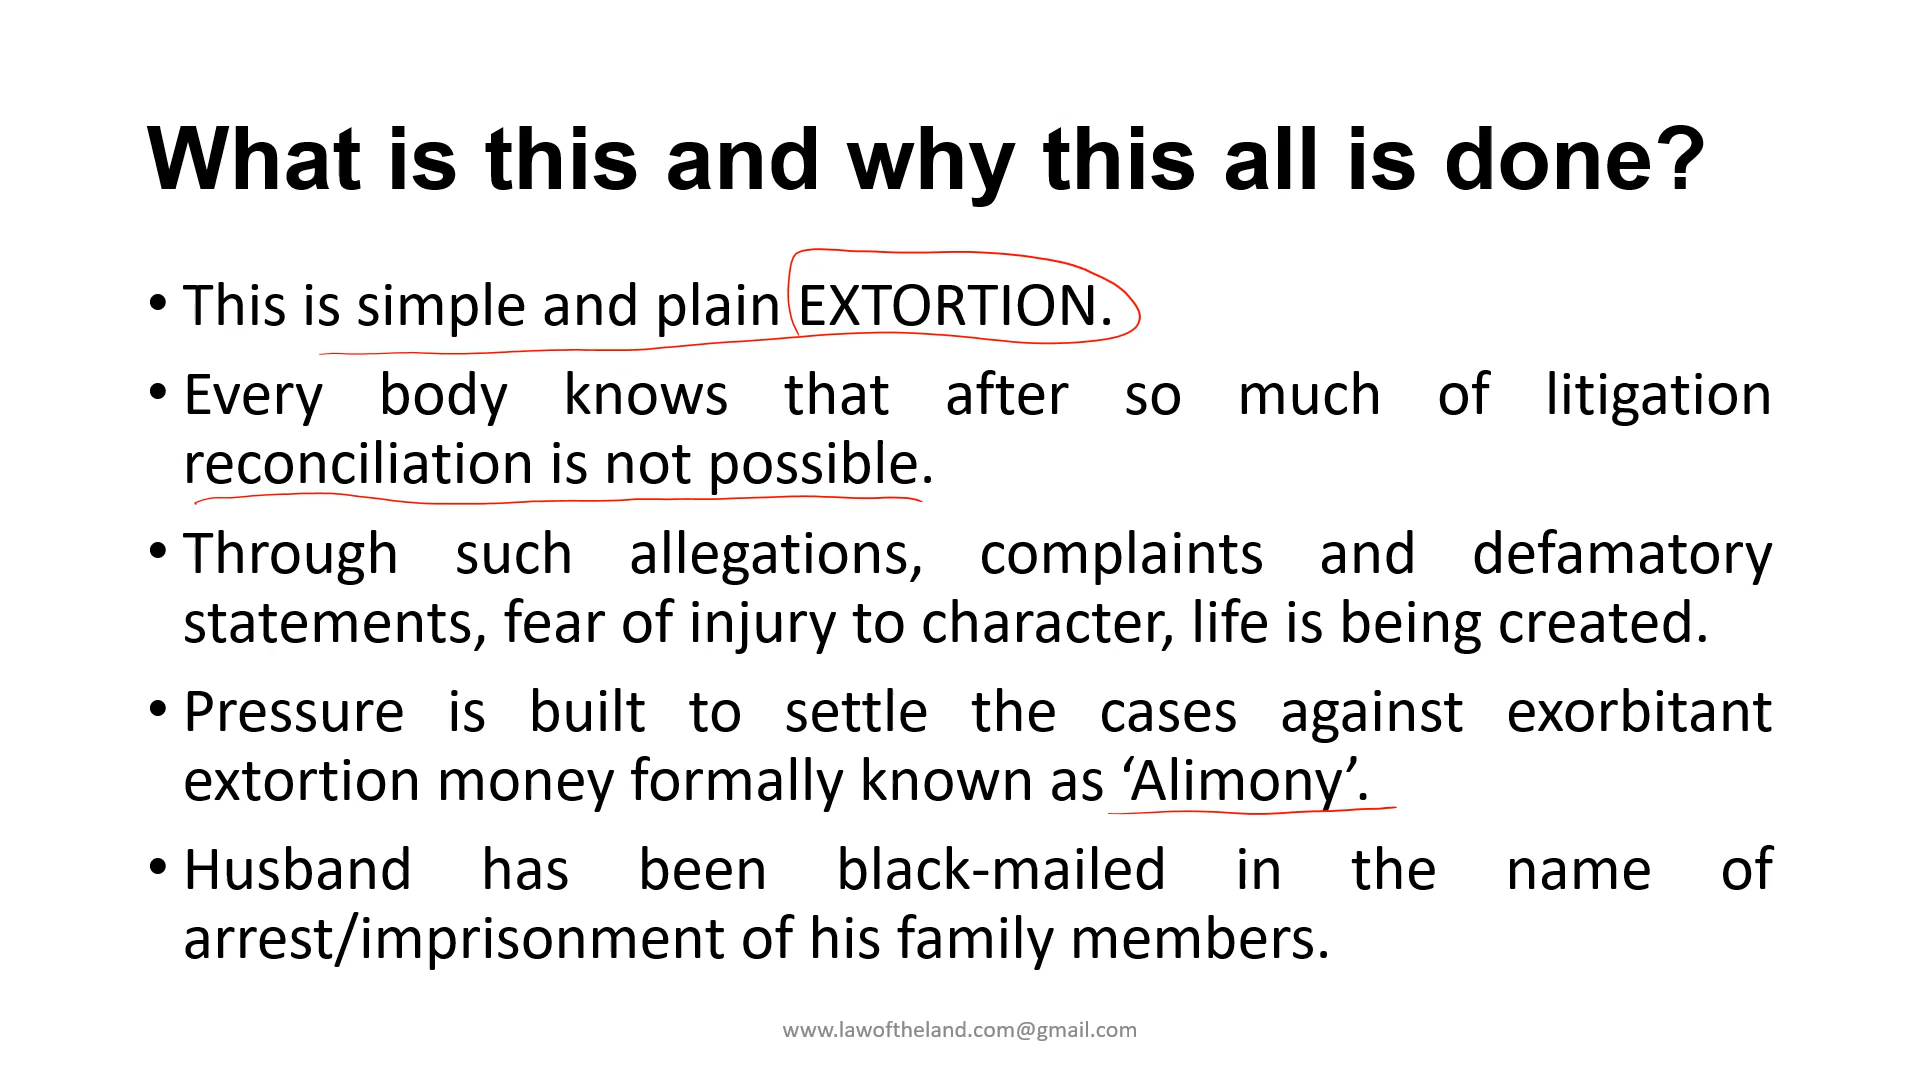 What is this and why this all is done?
• This is simple and plain EXTORTION.
• Every body knows that after so much of litigation
reconciliation is not possible.
• Through such allegations, complaints and defamatory
statements, fear of injury to character, life is being created.
• Pressure is built to settle the cases against exorbitant
extortion money formally known as ‘Alimony’.
• Husband has been black-mailed in the name of
arrest/imprisonment of his family members.
www.lawoftheland.com@gmail.com